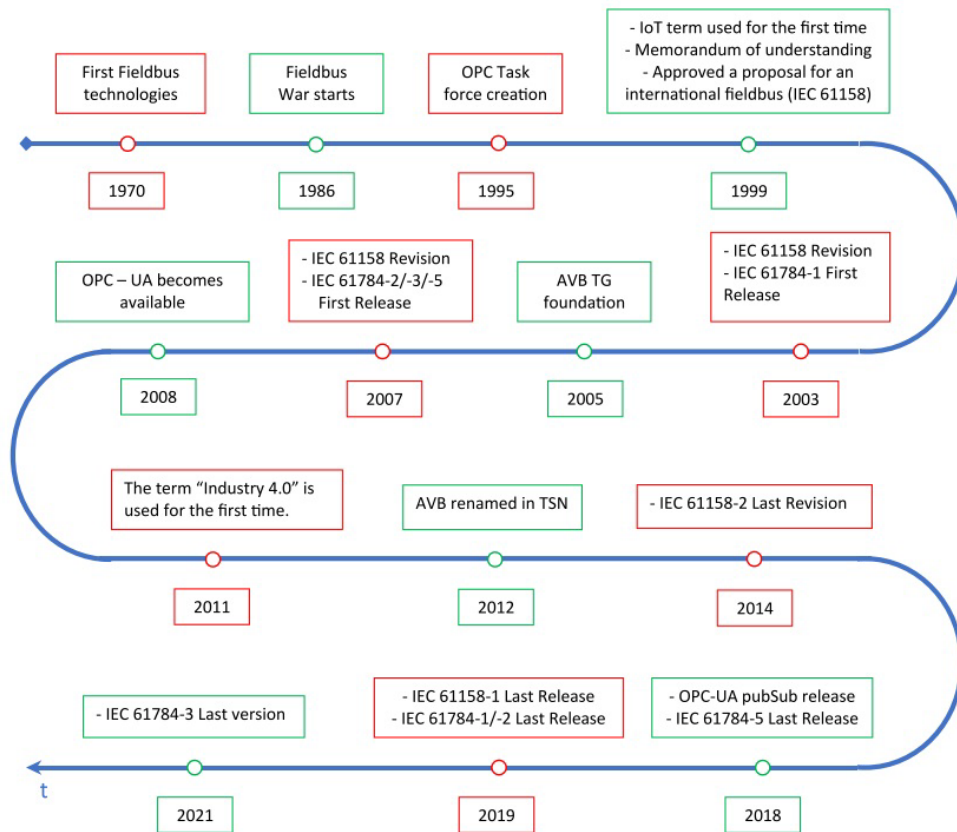 First Fieldbus
technologies
Fieldbus
War starts
OPC Task
force creation
- IoT term used for the first time
- Memorandum of understanding
- Approved a proposal for an
international fieldbus (IEC 61158)
1970
1986
1995
1999
OPC – UA becomes
available
- IEC 61158 Revision
- IEC 61784-2/-3/-5
First Release
AVB TG
foundation
- IEC 61158 Revision
- IEC 61784-1 First
Release
2008
2007
2005
2003
The term “Industry 4.0” is
used for the first time.
AVB renamed in TSN
- IEC 61158-2 Last Revision
2011
2012
2014
- IEC 61784-3 Last version
- IEC 61158-1 Last Release
- IEC 61784-1/-2 Last Release
- OPC-UA pubSub release
- IEC 61784-5 Last Release
t
2021
2019
2018